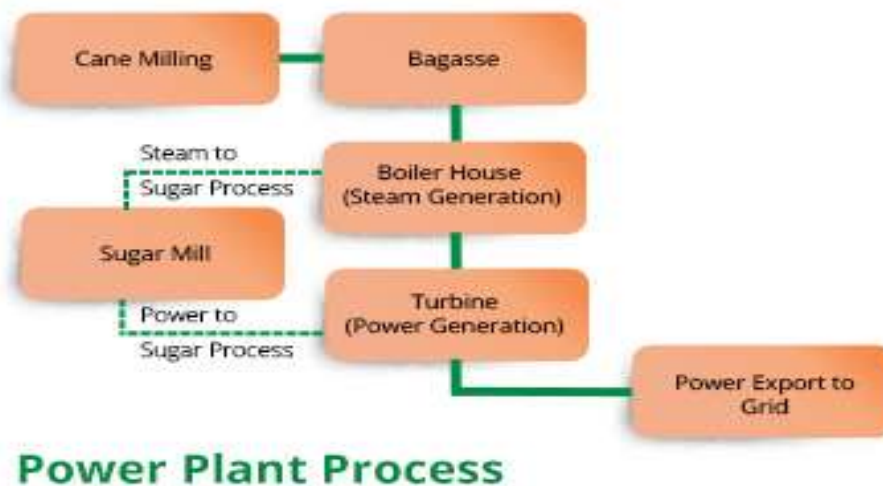 Cane Milling
Bagasse
Steam to
Sugar Process
Boiler House
(Steam Generation)
Sugar Mill
Power to
Sugar Process
Turbine
(Power Generation)
Power Export to
Grid
Power Plant Process